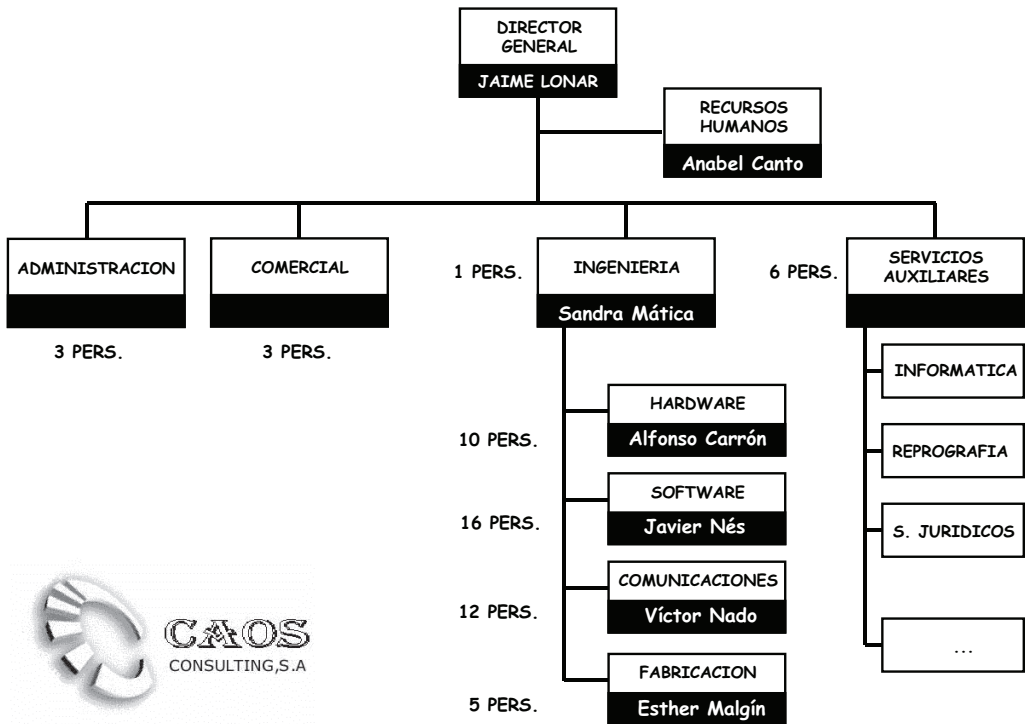 DIRECTOR
GENERAL
JAIME LONAR
RECURSOS
HUMANOS
Anabel Canto
ADMINISTRACION
3 PERS.
COMERCIAL
3 PERS.
1 PERS.
INGENIERIA
Sandra Mática
6 PERS.
SERVICIOS
AUXILIARES
HARDWARE
10 PERS.
Alfonso Carrón
SOFTWARE
16 PERS.
Javier Nés
COMUNICACIONES
12 PERS.
Víctor Nado
FABRICACION
5 PERS.
Esther Malgín
INFORMATICA
REPROGRAFIA
S. JURIDICOS
...
CAOS
CONSULTING,S.A